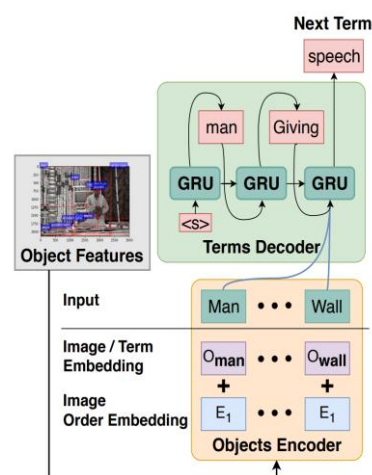 Next Term
speech
man
Giving
GRU
GRU
GRU
<s>
Terms Decoder
Object Features
Input
Man
Wall
Image / Term
Embedding
Oman
Owall
+
+
Image
Order Embedding
E1
E1
Objects Encoder